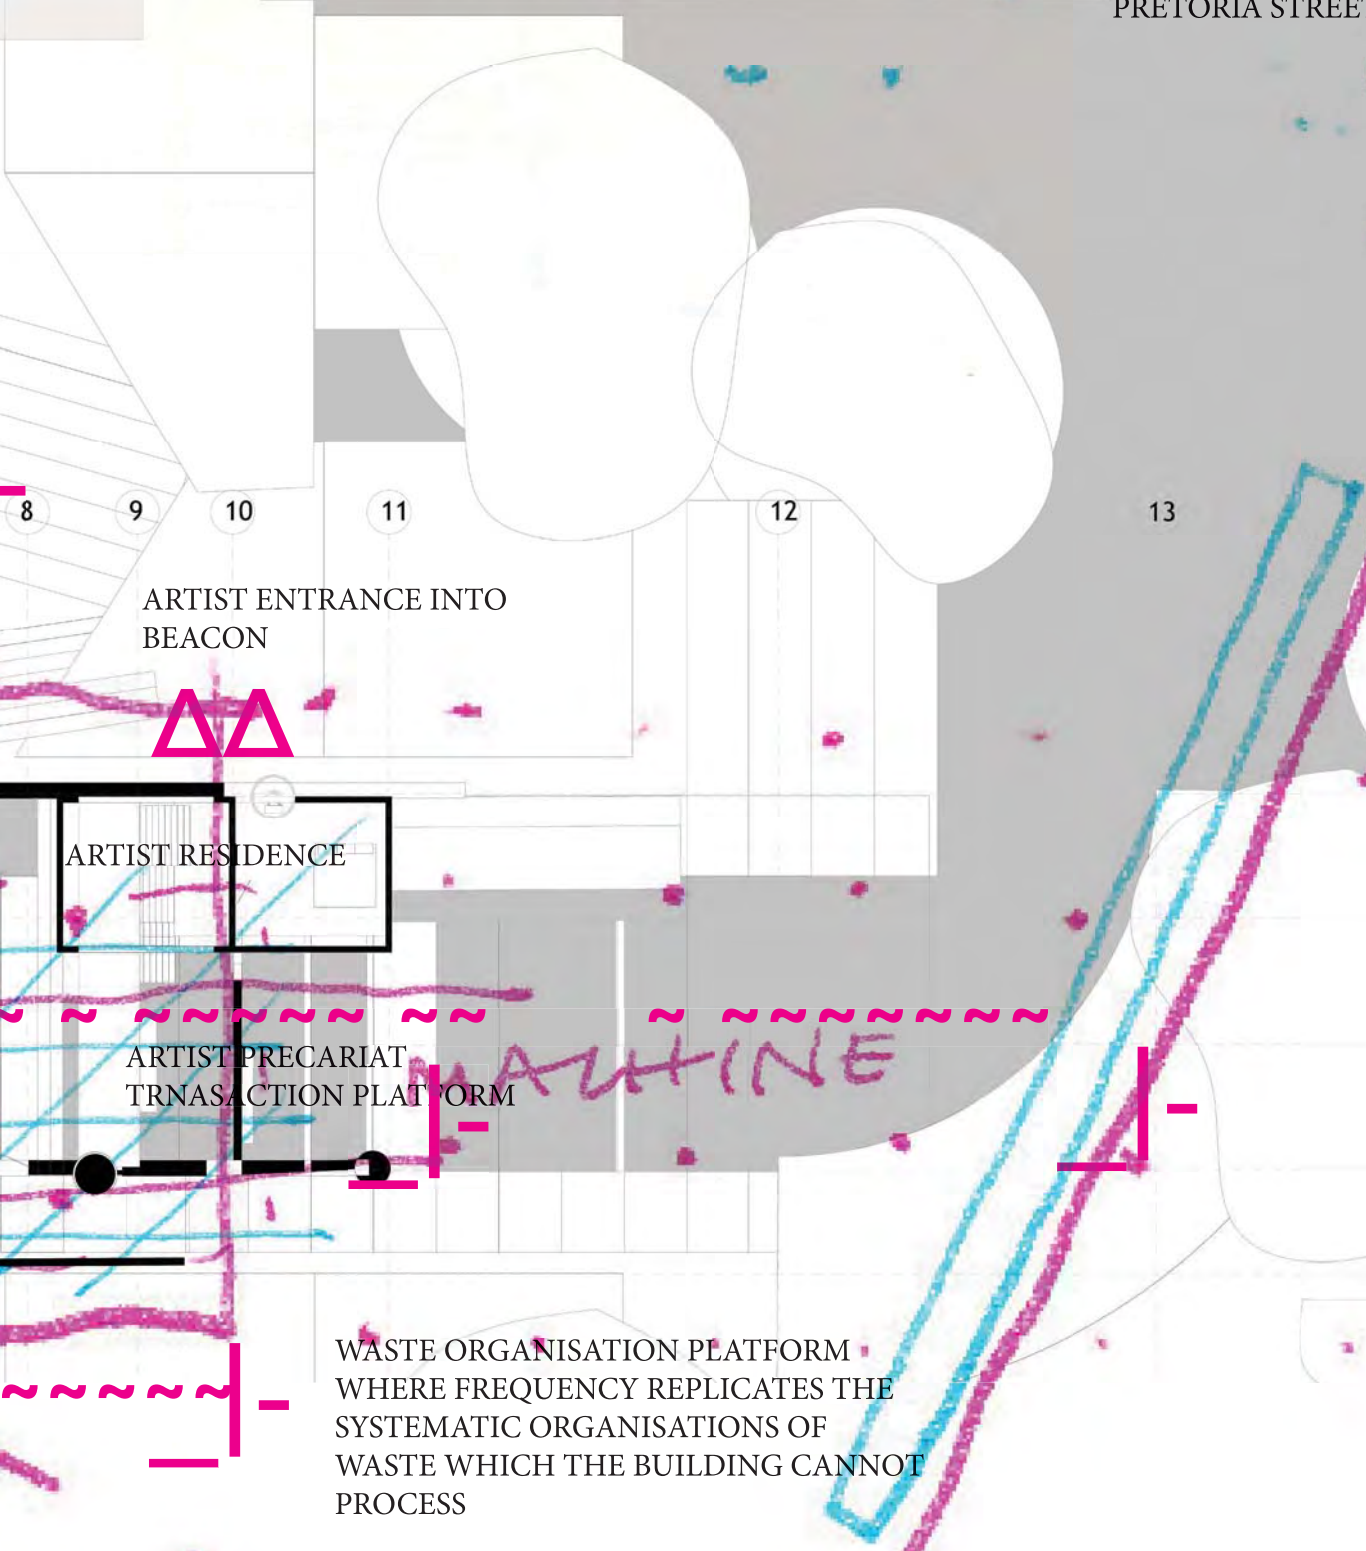 PRETORIA STREE
8 9 10 11 12 13
ARTIST ENTRANCE INTO
BEACON
ARTIST RESIDENCE
ARTIST PRECARIAT
TRNASACTION PLATFORM
MACHINE
WASTE ORGANISATION PLATFORM
WHERE FREQUENCY REPLICATES THE
SYSTEMATIC ORGANISATIONS OF
WASTE WHICH THE BUILDING CANNOT
PROCESS